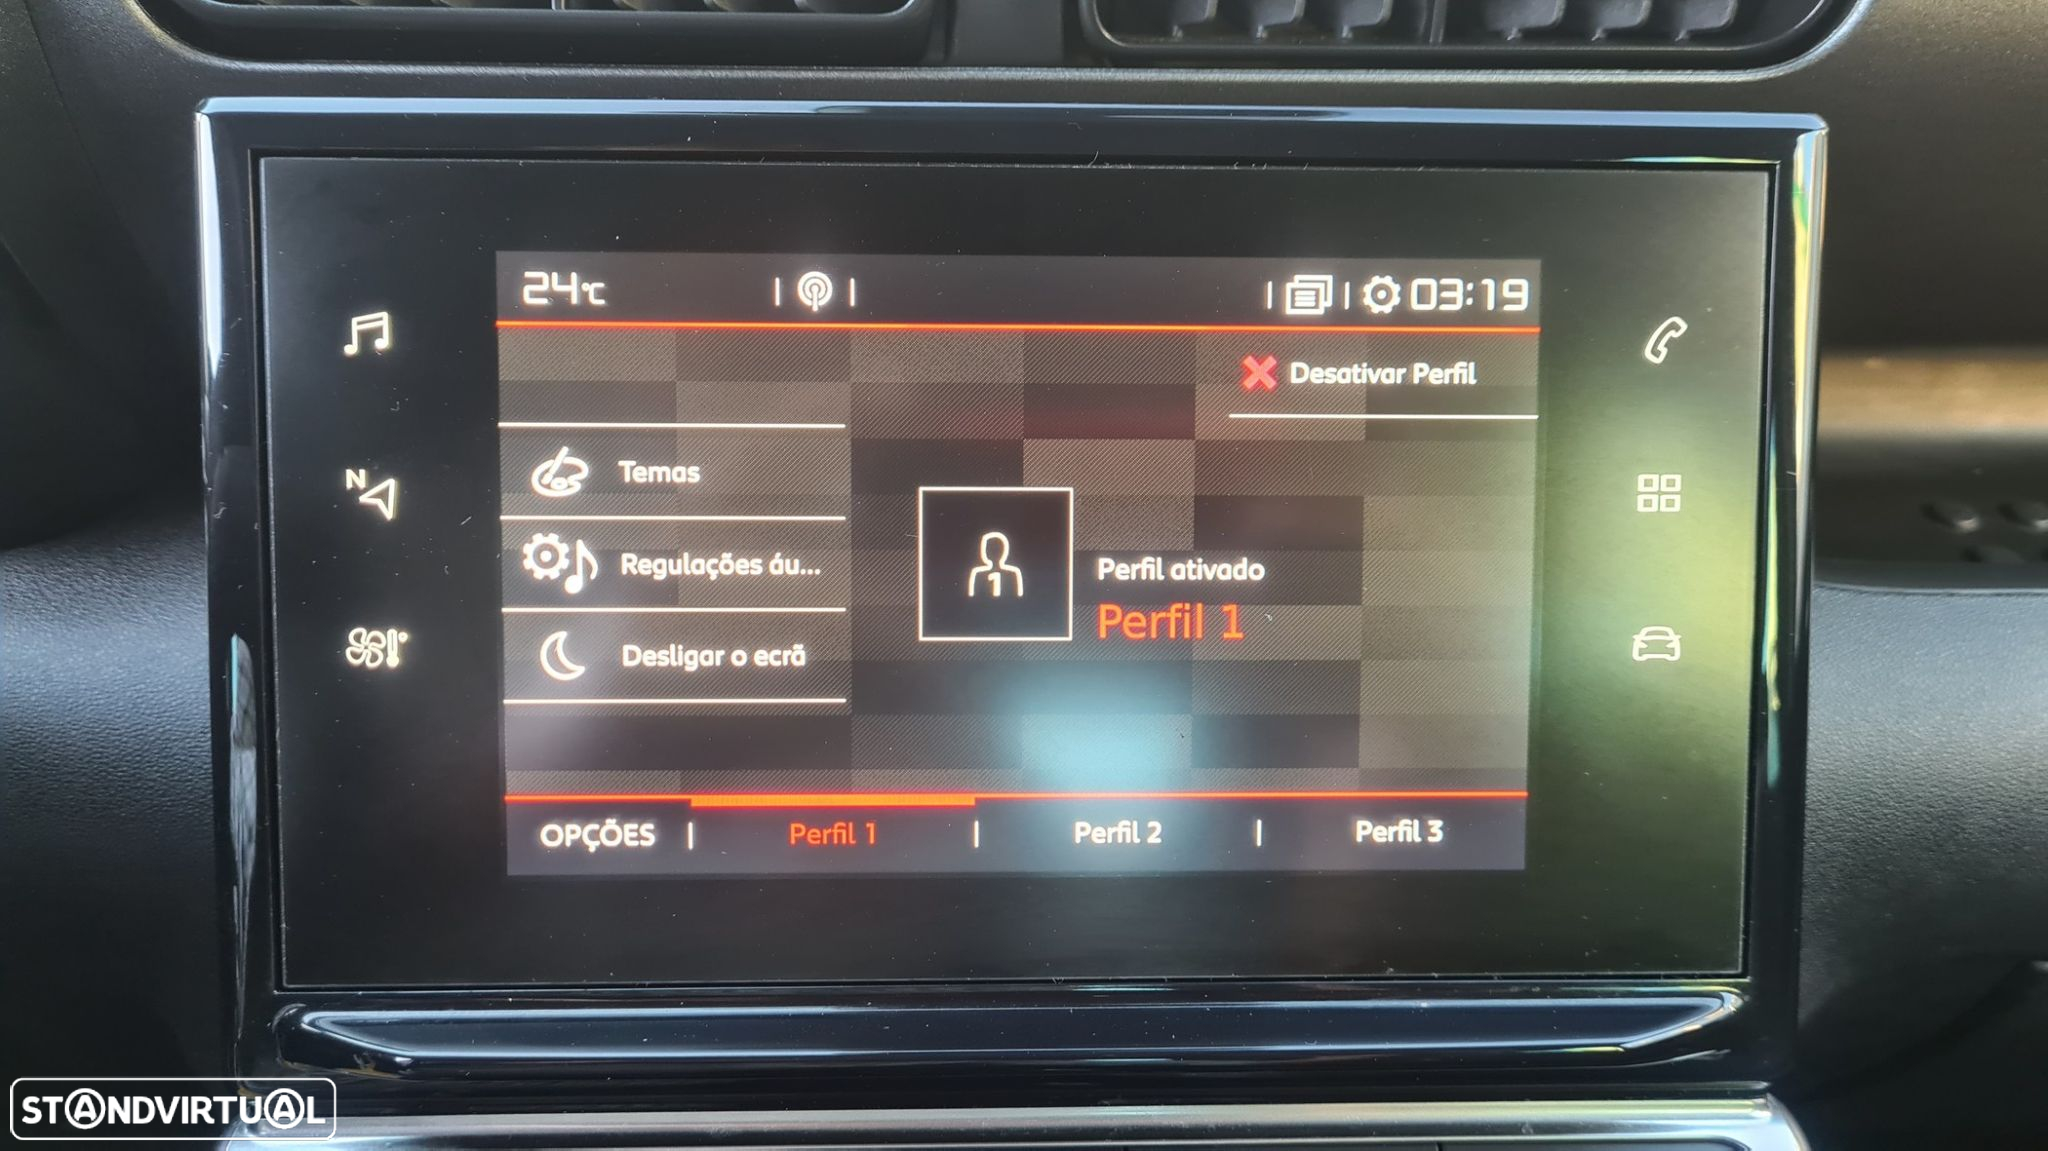 24°C
03:19
Desativar Perfil
N
Temas
Regulações áu...
Desligar o ecrã
1
Perfil ativado
Perfil 1
OPÇÕES | Perfil 1 | Perfil 2 | Perfil 3
STANDVIRTUAL